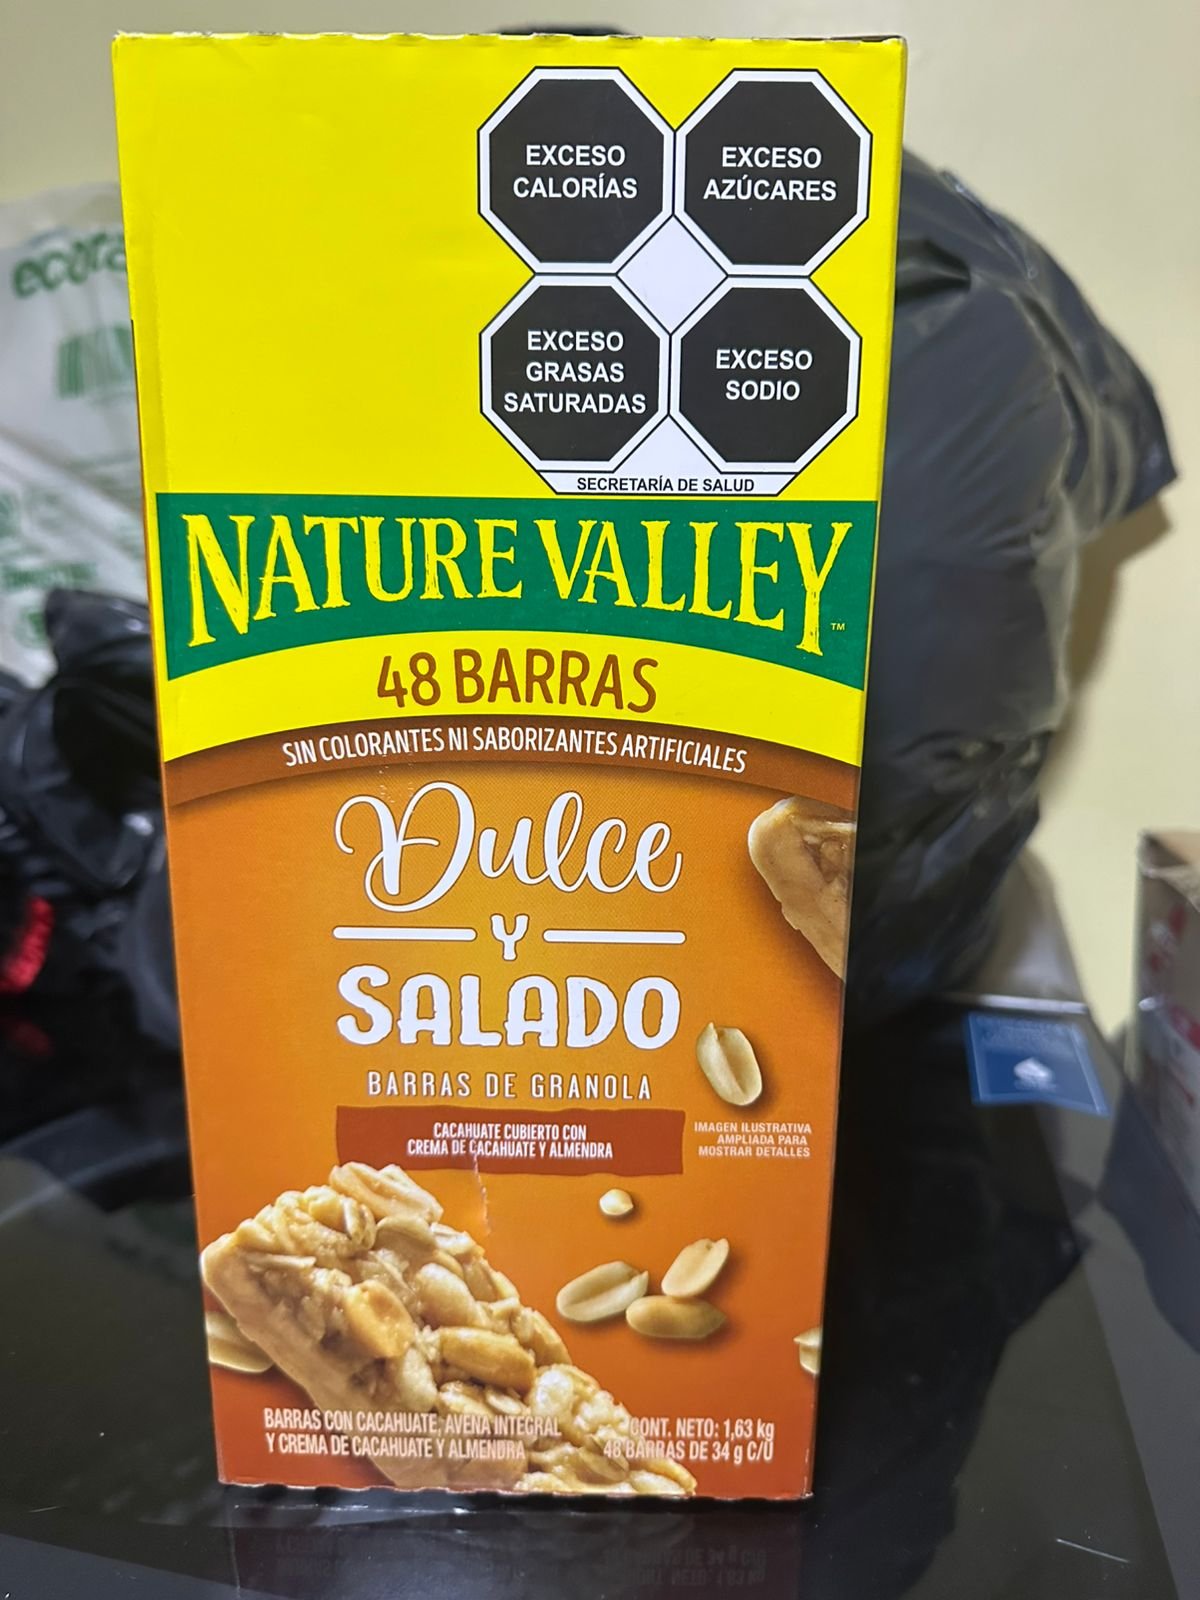 EXCESO
CALORÍAS
EXCESO
AZÚCARES
EXCESO
GRASAS
SATURADAS
EXCESO
SODIO
SECRETARÍA DE SALUD
NATURE VALLEY
TM
48 BARRAS
SIN COLORANTES NI SABORIZANTES ARTIFICIALES
Dulce
Y
SALADO
BARRAS DE GRANOLA
CACAHUATE CUBIERTO CON
CREMA DE CACAHUATE Y ALMENDRA
IMAGEN ILUSTRATIVA
AMPLIADA PARA
MOSTRAR DETALLES
BARRAS CON CACAHUATE, AVENA INTEGRAL
Y CREMA DE CACAHUATE Y ALMENDRA
CONT. NETO: 1,63 kg
48 BARRAS DE 34 g C/U